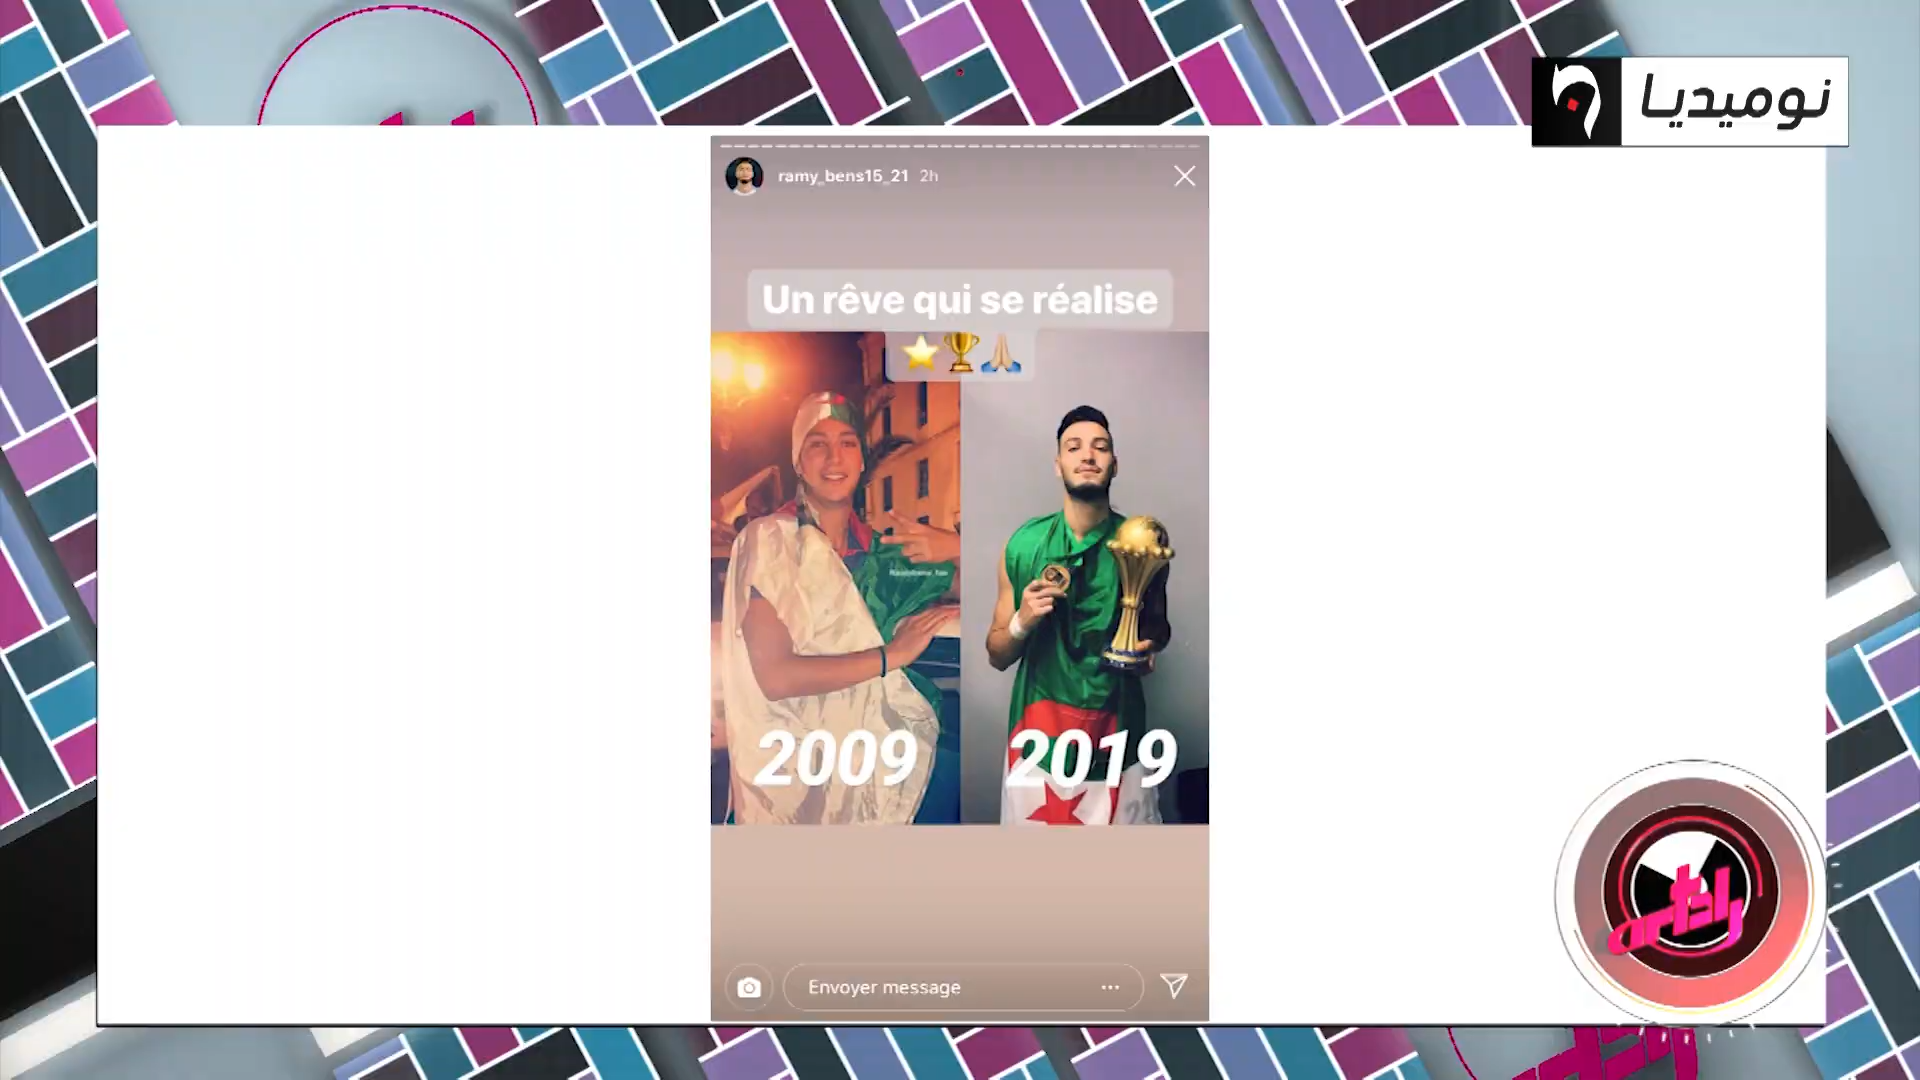 نوميديا
ramy_bens15_21 2h
Un rêve qui se réalise
⭐🏆🙏
2009 2019
Envoyer message